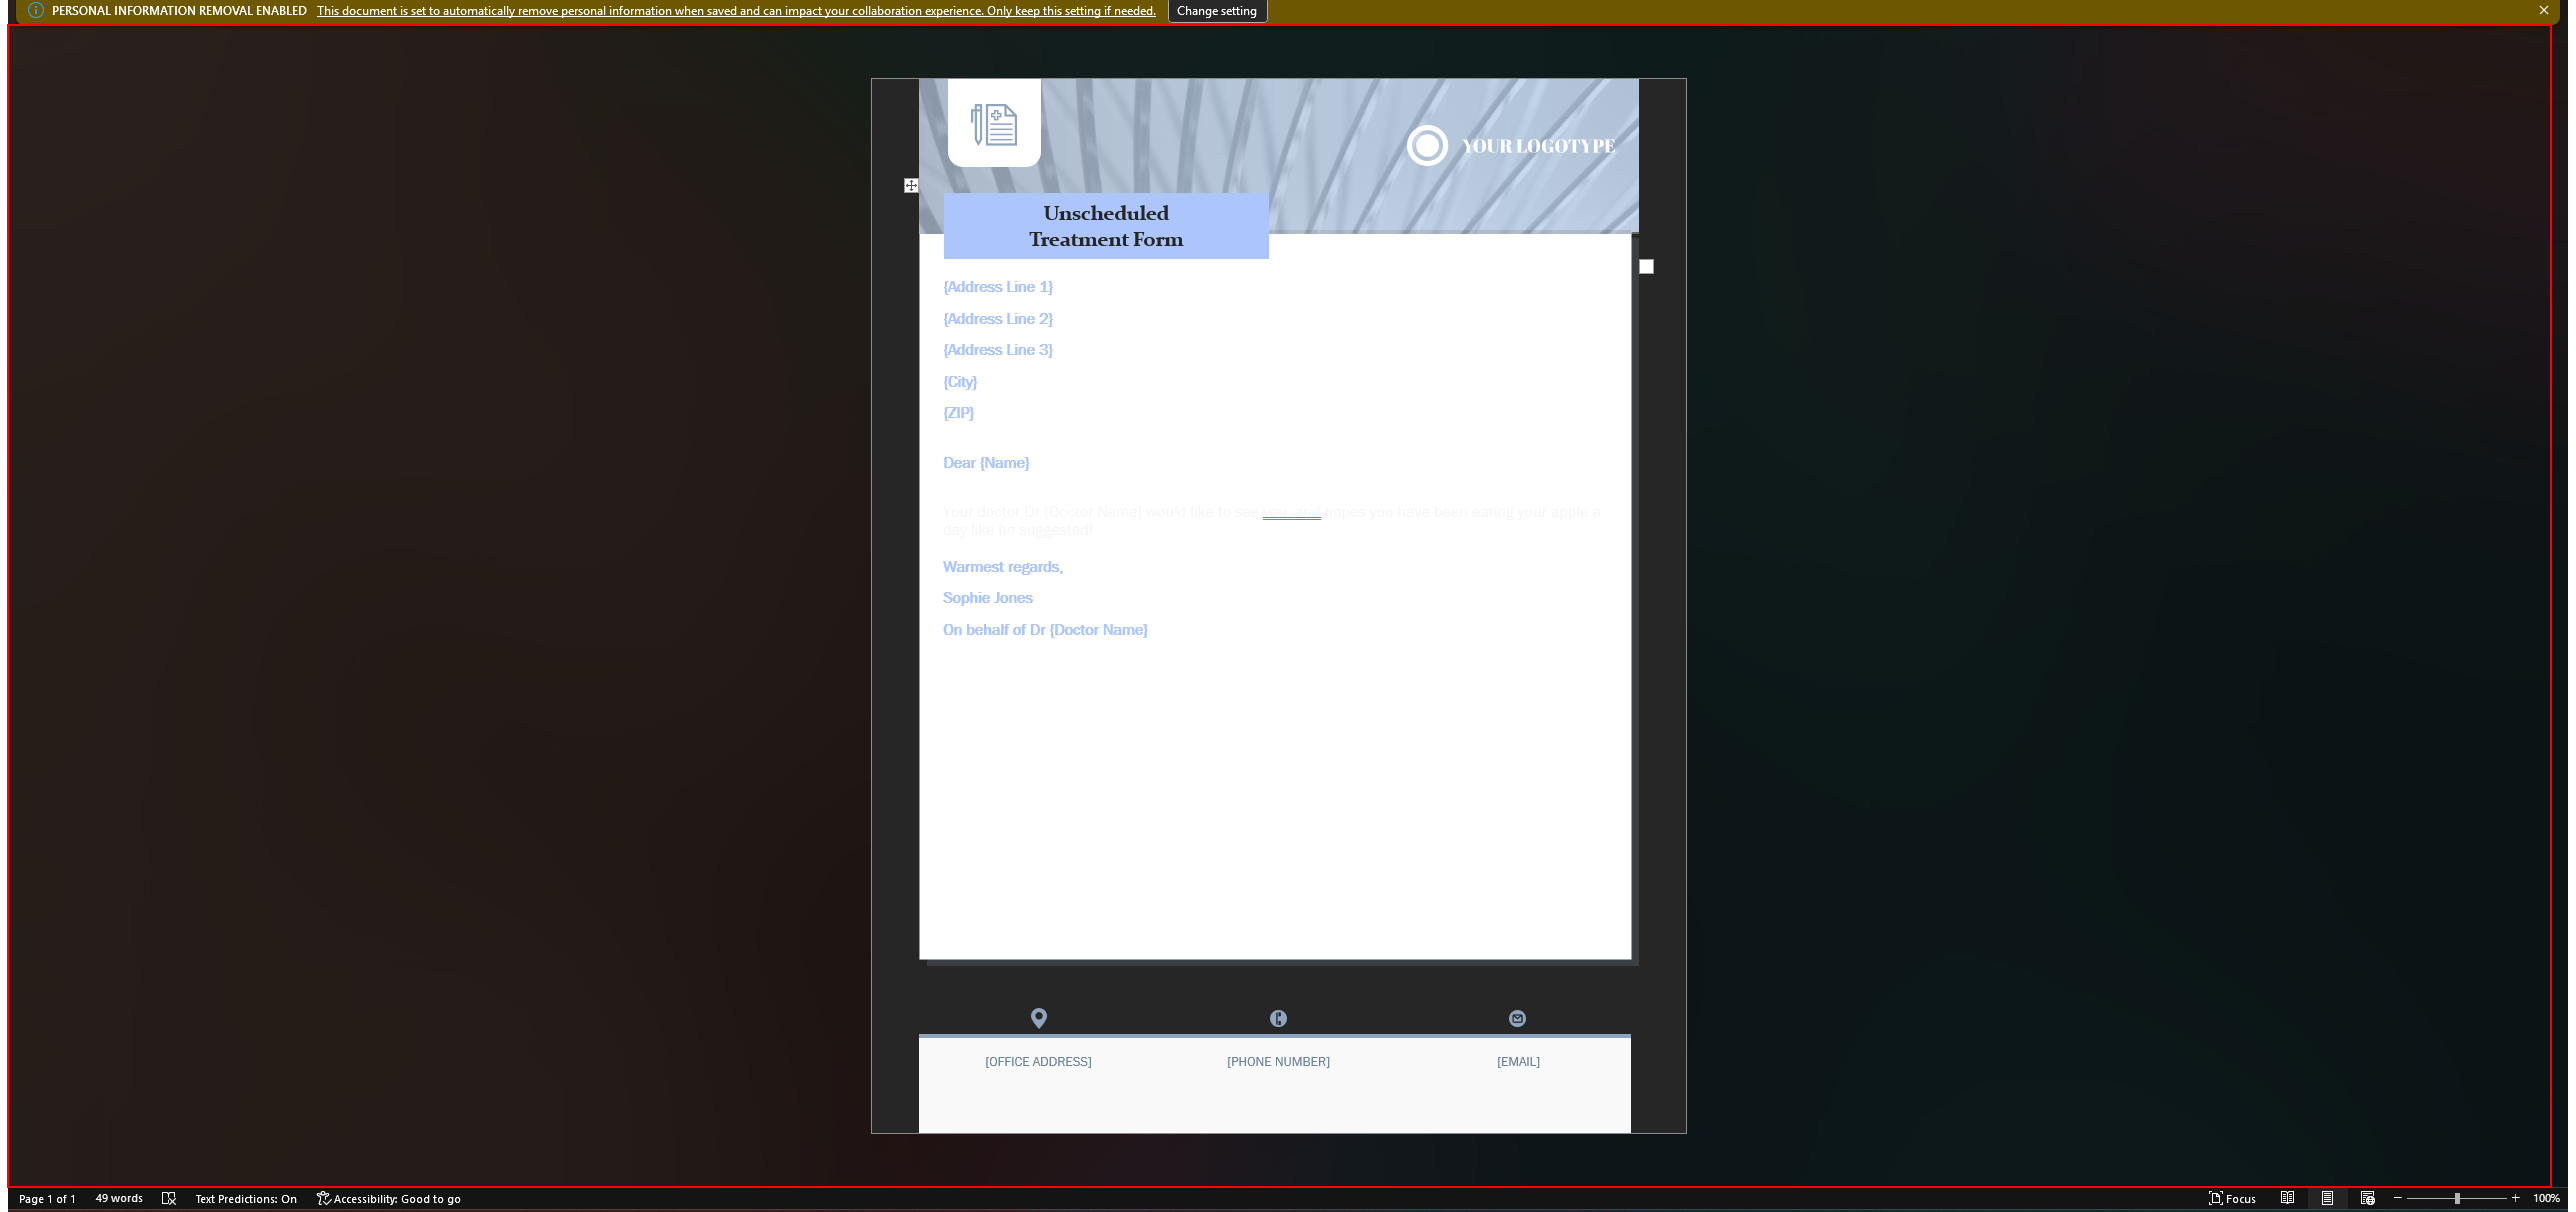 PERSONAL INFORMATION REMOVAL ENABLED This document is set to automatically remove personal information when saved and can impact your collaboration experience. Only keep this setting if needed. Change setting
YOUR LOGOTYPE
Unscheduled
Treatment Form
{Address Line 1}
{Address Line 2}
{Address Line 3}
{City}
{ZIP}
Dear {Name}
Your doctor Dr {Doctor Name} would like to see you, and hopes you have been eating your apple a
day like he suggested!
Warmest regards,
Sophie Jones
On behalf of Dr {Doctor Name}
[OFFICE ADDRESS] [PHONE NUMBER] [EMAIL]
Page 1 of 1 49 words Text Predictions: On Accessibility: Good to go Focus 100%